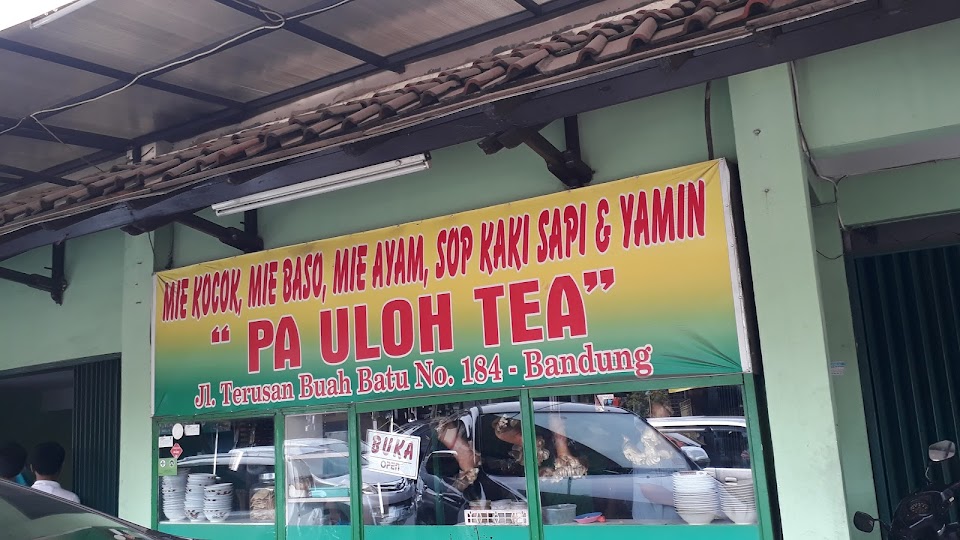 MIE KOCOK, MIE BASO, MIE AYAM, SOP KAKI SAPI & YAMIN
“ PA ULOH TEA”
Jl. Terusan Buah Batu No. 184 - Bandung
BUKA
OPEN